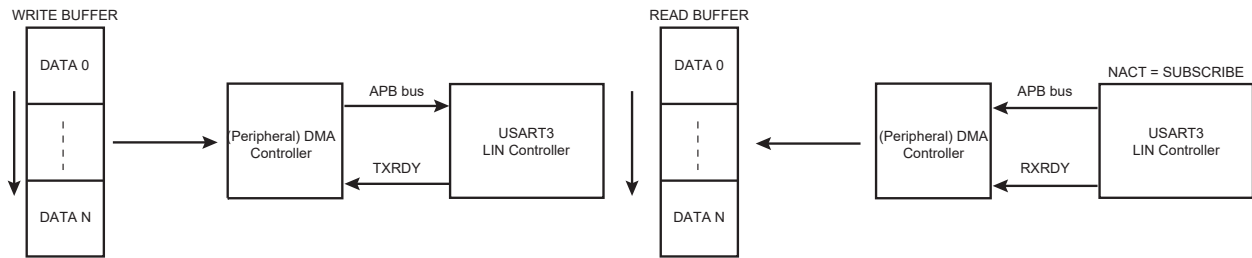 WRITE BUFFER
DATA 0
DATA N
(Peripheral) DMA
Controller
APB bus
TXRDY
USART3
LIN Controller
READ BUFFER
DATA 0
DATA N
(Peripheral) DMA
Controller
APB bus
RXRDY
NACT = SUBSCRIBE
USART3
LIN Controller